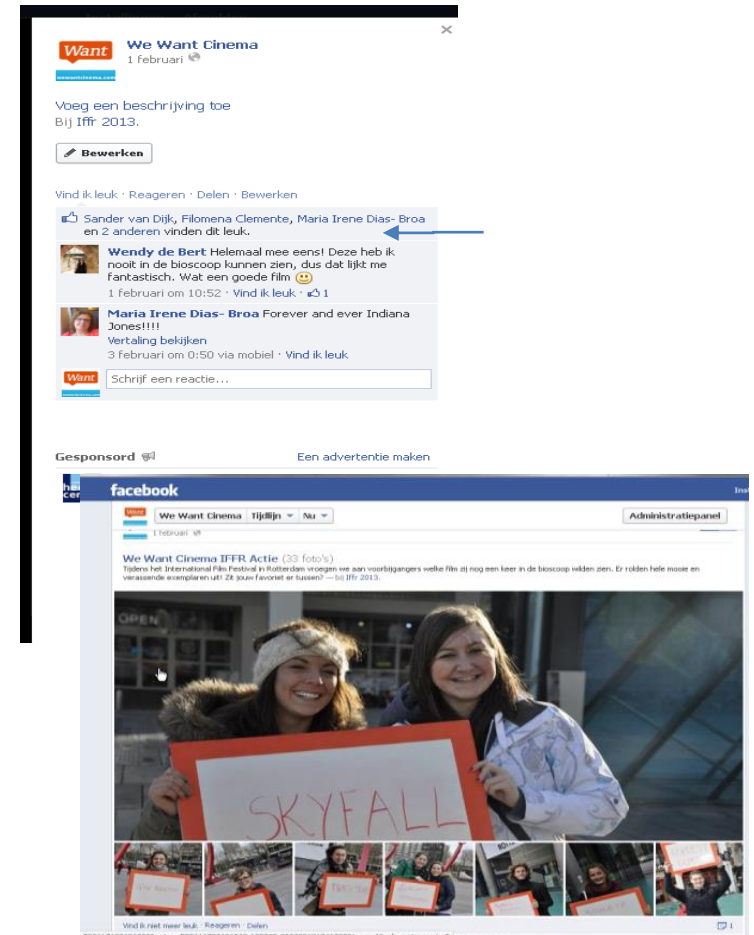 Want
We Want Cinema
1 februari
wewantcinema.com
Voeg een beschrijving toe
Bij Iffr 2013.
Bewerken
Vind ik leuk · Reageren · Delen · Bewerken
Sander van Dijk, Filomena Clemente, Maria Irene Dias- Broa
en 2 anderen vinden dit leuk.
Wendy de Bert Helemaal mee eens! Deze heb ik
nooit in de bioscoop kunnen zien, dus dat lijkt me
fantastisch. Wat een goede film
1 februari om 10:52 · Vind ik leuk · 1
Maria Irene Dias- Broa Forever and ever Indiana
Jones!!!!
Vertaling bekijken
3 februari om 0:50 via mobiel · Vind ik leuk
Want
Schrijf een reactie...
Gesponsord
Een advertentie maken
facebook
Want
We Want Cinema Tijdlijn Nu
Administratiepanel
1 februari
We Want Cinema IFFR Actie (33 foto's)
Tijdens het International Film Festival in Rotterdam vroegen we aan voorbijgangers welke film zij nog een keer in de bioscoop wilden zien. Er rolden hele mooie en
verassende exemplaren uit! Zit jouw favoriet er tussen? — bij Iffr 2013.
OPEN
SKYFALL
Vind ik niet meer leuk · Reageren · Delen
1